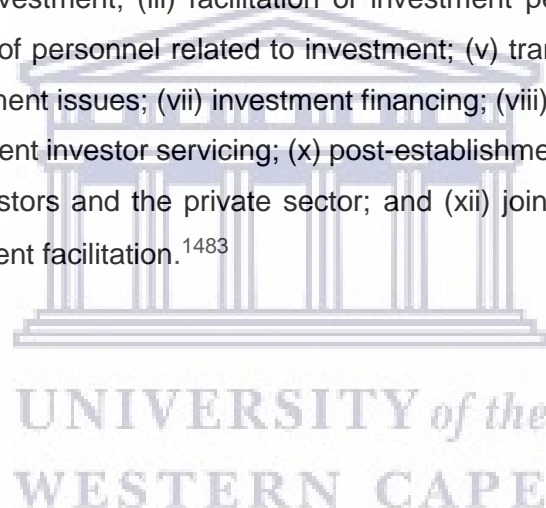 vestment; (iii) facilitation of investment pe
of personnel related to investment; (v) tran
ment issues; (vii) investment financing; (viii)
ent investor servicing; (x) post-establishme
stors and the private sector; and (xii) join
ent facilitation.1483
UNIVERSITY of the
WESTERN CAPE